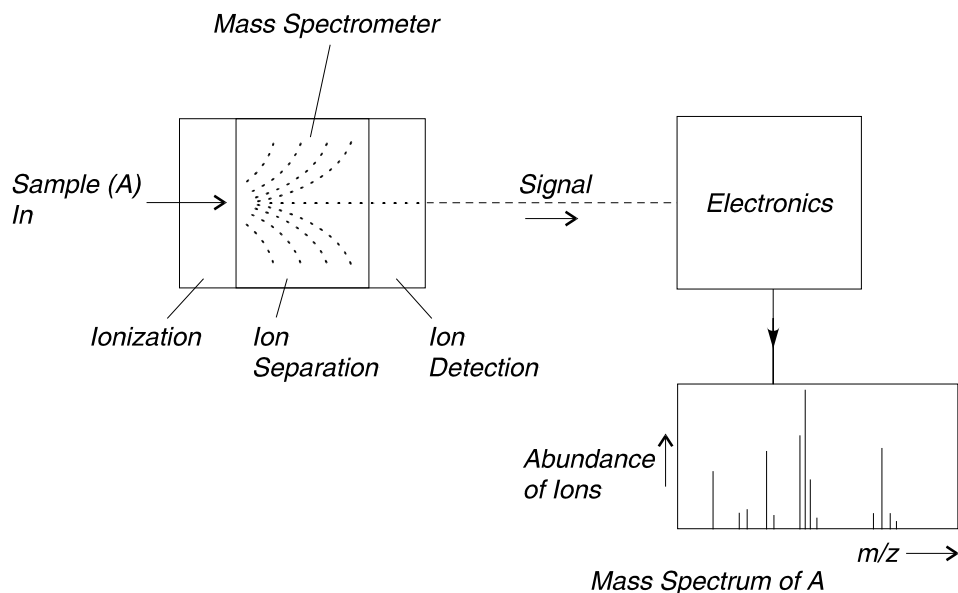 Mass Spectrometer
Sample (A)
In
Signal
Electronics
Ionization
Ion
Separation
Ion
Detection
Abundance
of Ions
m/z
Mass Spectrum of A